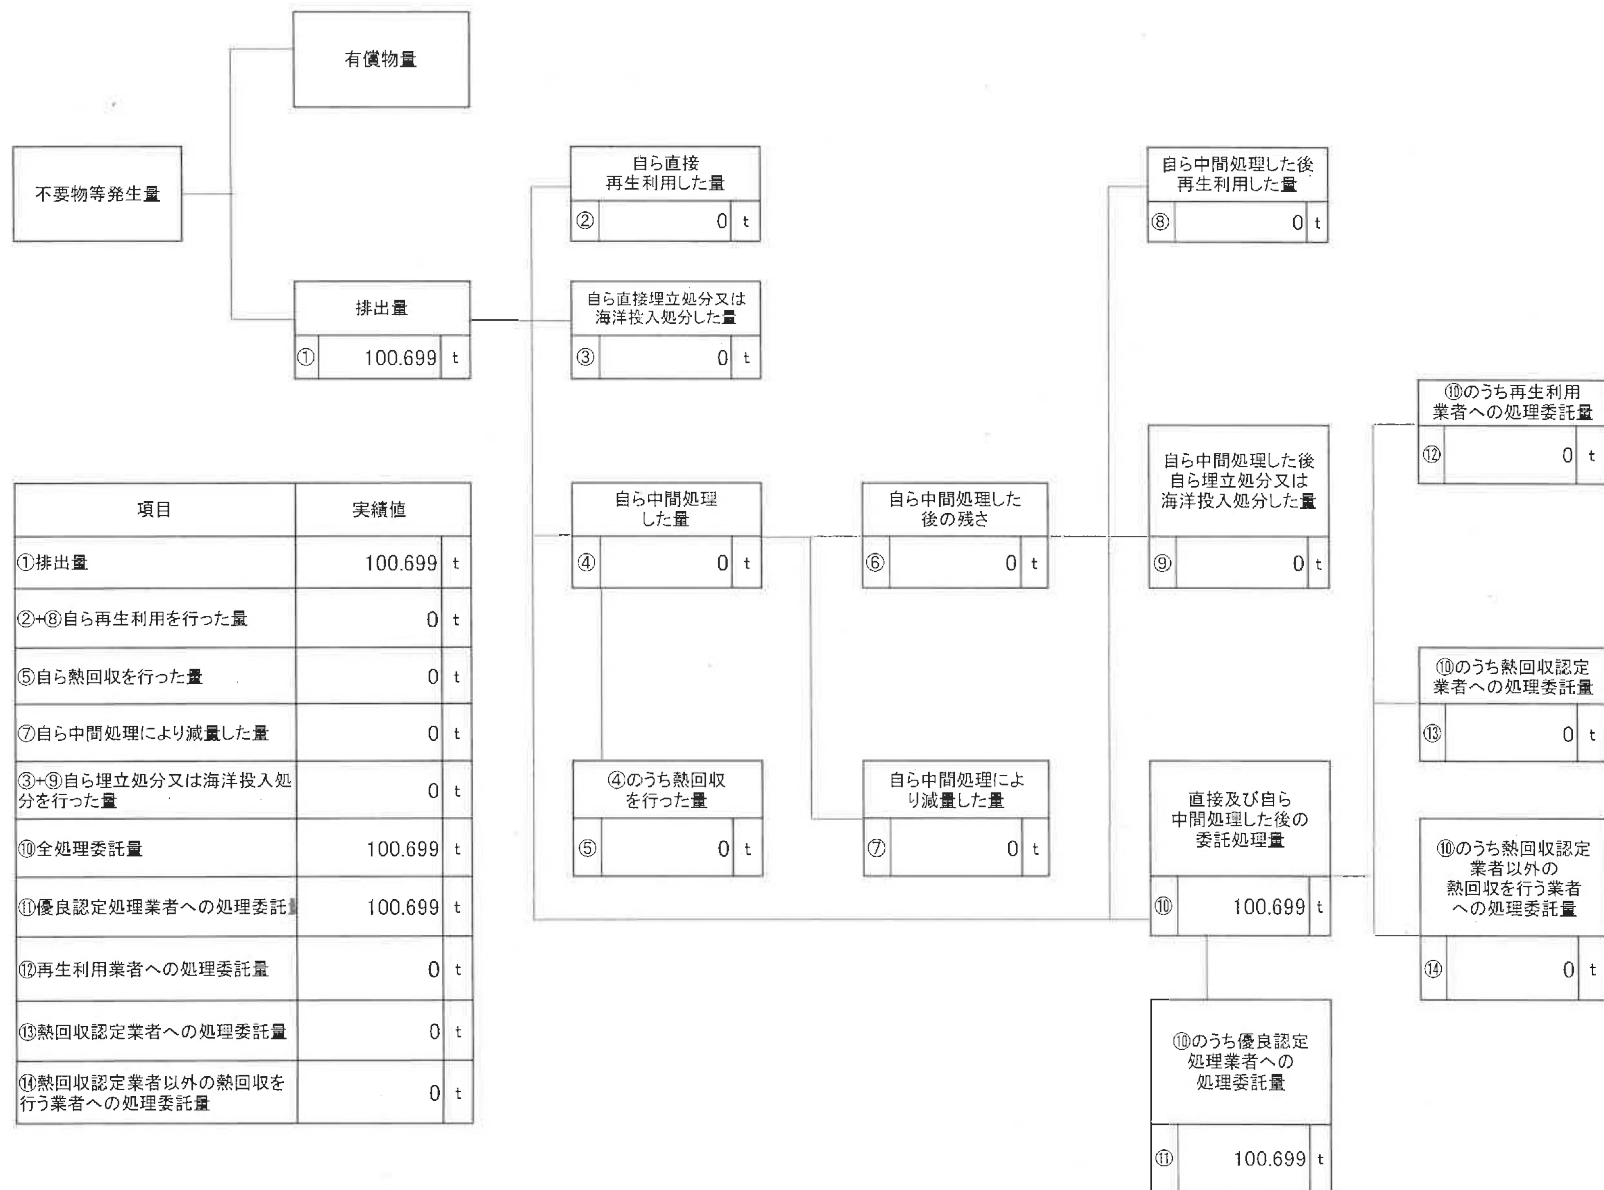 有償物量
不要物等発生量
排出量
① 100.699 t
自ら直接
再生利用した量
② 0 t
自ら直接埋立処分又は
海洋投入処分した量
③ 0 t
自ら中間処理
した量
④ 0 t
④のうち熱回収
を行った量
⑤ 0 t
自ら中間処理した
後の残さ
⑥ 0 t
自ら中間処理によ
り減量した量
⑦ 0 t
自ら中間処理した後
再生利用した量
⑧ 0 t
自ら中間処理した後
自ら埋立処分又は
海洋投入処分した量
⑨ 0 t
直接及び自ら
中間処理した後の
委託処理量
⑩ 100.699 t
⑩のうち優良認定
処理業者への
処理委託量
⑪ 100.699 t
⑩のうち再生利用
業者への処理委託量
⑫ 0 t
⑩のうち熱回収認定
業者への処理委託量
⑬ 0 t
⑩のうち熱回収認定
業者以外の
熱回収を行う業者
への処理委託量
⑭ 0 t
項目 実績値
①排出量 100.699 t
②+⑧自ら再生利用を行った量 0 t
⑤自ら熱回収を行った量 0 t
⑦自ら中間処理により減量した量 0 t
③+⑨自ら埋立処分又は海洋投入処
分を行った量 0 t
⑩全処理委託量 100.699 t
⑪優良認定処理業者への処理委託量 100.699 t
⑫再生利用業者への処理委託量 0 t
⑬熱回収認定業者への処理委託量 0 t
⑭熱回収認定業者以外の熱回収を
行う業者への処理委託量 0 t